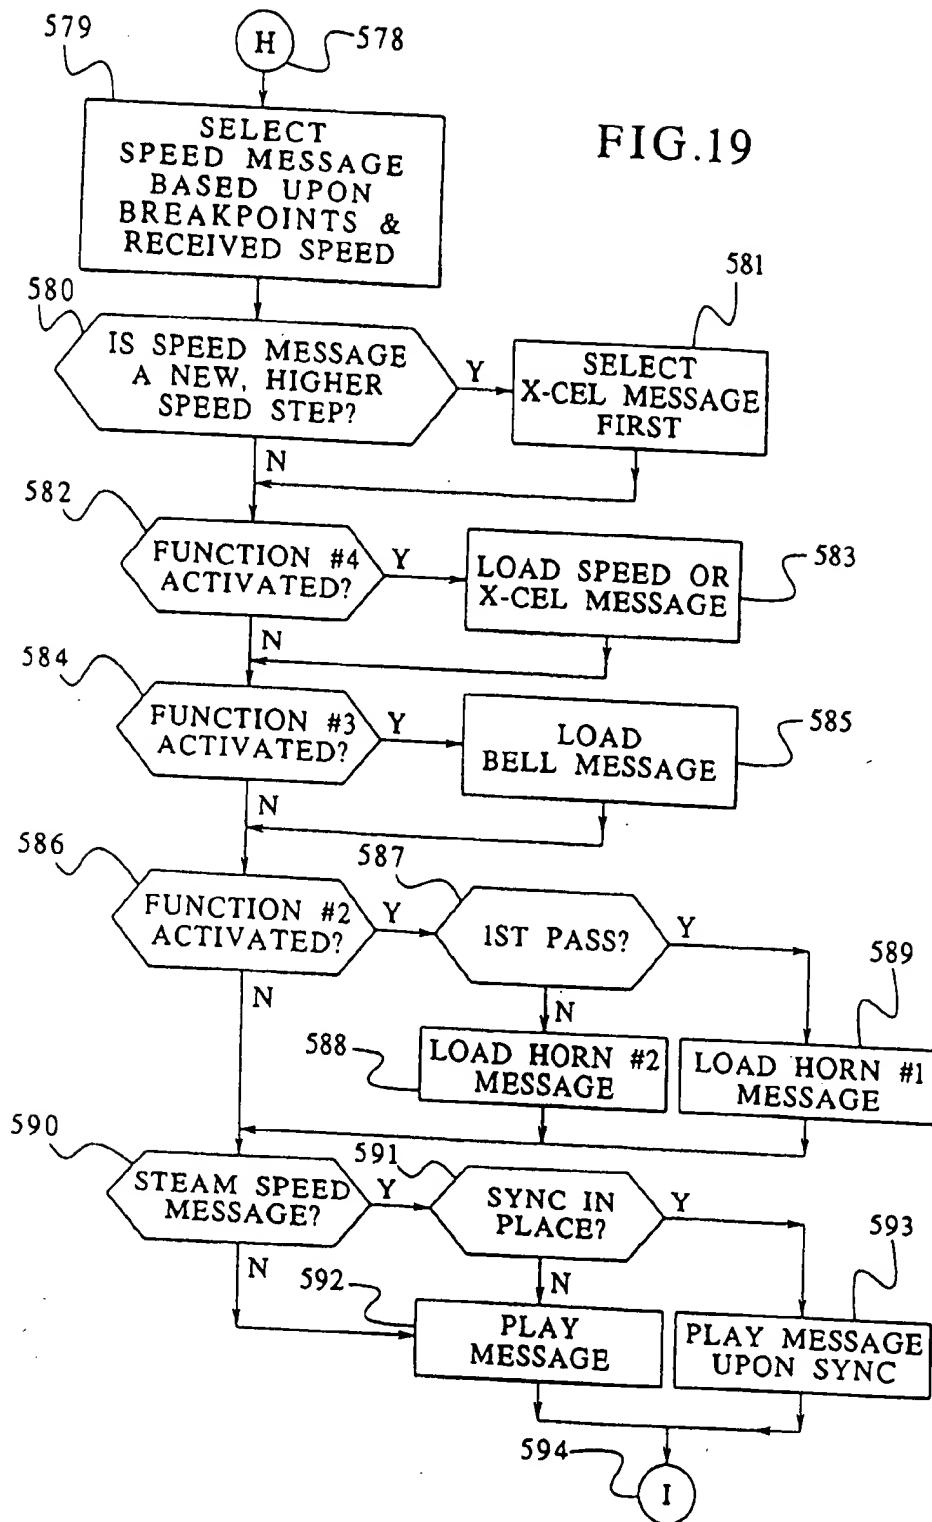 579
H
578
FIG.19
SELECT
SPEED MESSAGE
BASED UPON
BREAKPOINTS &
RECEIVED SPEED
580
581
IS SPEED MESSAGE
A NEW, HIGHER
SPEED STEP?
Y
SELECT
X-CEL MESSAGE
FIRST
N
582
FUNCTION #4
ACTIVATED?
Y
LOAD SPEED OR
X-CEL MESSAGE
583
N
584
FUNCTION #3
ACTIVATED?
Y
LOAD
BELL MESSAGE
585
N
586
587
FUNCTION #2
ACTIVATED?
Y
1ST PASS?
Y
589
N
N
588
LOAD HORN #2
MESSAGE
LOAD HORN #1
MESSAGE
590
591
STEAM SPEED
MESSAGE?
Y
SYNC IN
PLACE?
Y
593
N
N
592
PLAY
MESSAGE
PLAY MESSAGE
UPON SYNC
594
I